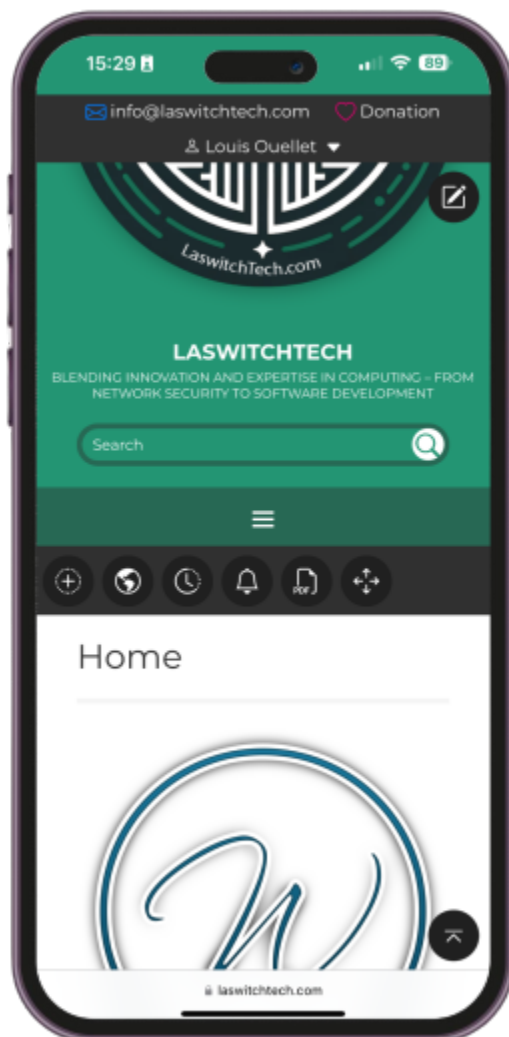 15:29
89
info@laswitchtech.com Donation
Louis Ouellet
LaswitchTech.com
LASWITCHTECH
BLENDING INNOVATION AND EXPERTISE IN COMPUTING – FROM
NETWORK SECURITY TO SOFTWARE DEVELOPMENT
Search
PDF
Home
W
laswitchtech.com